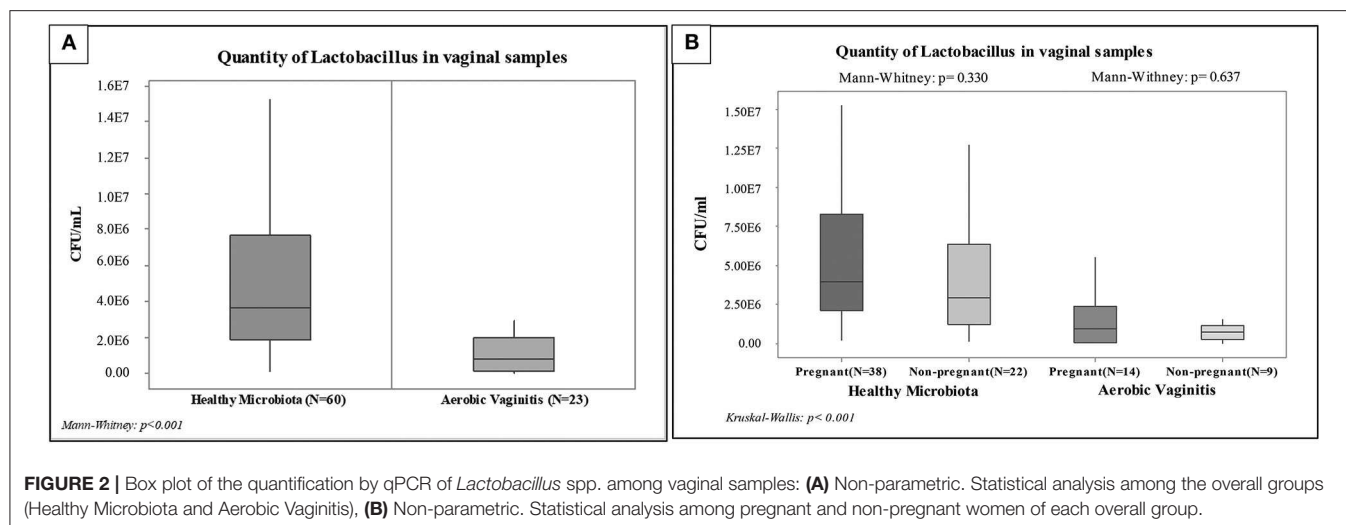 A
Quantity of Lactobacillus in vaginal samples
CFU/mL
1.6E7
1.4E7
1.2E7
1.0E7
8.0E6
6.0E6
4.0E6
2.0E6
0.00
Healthy Microbiota (N=60) Aerobic Vaginitis (N=23)
Mann-Whitney: p<0.001
B
Quantity of Lactobacillus in vaginal samples
Mann-Whitney: p= 0.330 Mann-Withney: p= 0.637
CFU/ml
1.50E7
1.25E7
1.00E7
7.50E6
5.00E6
2.50E6
0.00
Pregnant(N=38) Non-pregnant(N=22) Pregnant(N=14) Non-pregnant(N=9)
Healthy Microbiota Aerobic Vaginitis
Kruskal-Wallis: p< 0.001
FIGURE 2 | Box plot of the quantification by qPCR of Lactobacillus spp. among vaginal samples: (A) Non-parametric. Statistical analysis among the overall groups
(Healthy Microbiota and Aerobic Vaginitis), (B) Non-parametric. Statistical analysis among pregnant and non-pregnant women of each overall group.